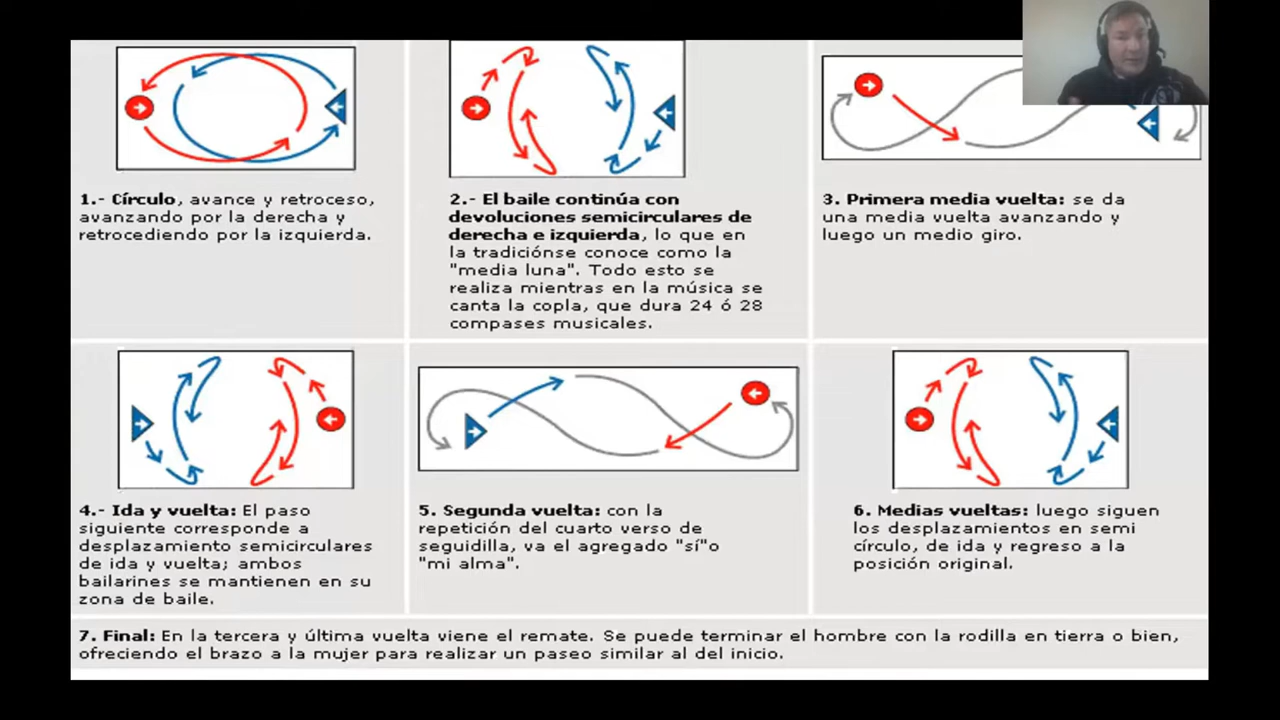 1.- Círculo, avance y retroceso,
avanzando por la derecha y
retrocediendo por la izquierda.
2.- El baile continúa con
devoluciones semicirculares de
derecha e izquierda, lo que en
la tradiciónse conoce como la
"media luna". Todo esto se
realiza mientras en la música se
canta la copla, que dura 24 ó 28
compases musicales.
3. Primera media vuelta: se da
una media vuelta avanzando y
luego un medio giro.
4.- Ida y vuelta: El paso
siguiente corresponde a
desplazamiento semicirculares
de ida y vuelta; ambos
bailarines se mantienen en su
zona de baile.
5. Segunda vuelta: con la
repetición del cuarto verso de
seguidilla, va el agregado "sí"o
"mi alma".
6. Medias vueltas: luego siguen
los desplazamientos en semi
círculo, de ida y regreso a la
posición original.
7. Final: En la tercera y última vuelta viene el remate. Se puede terminar el hombre con la rodilla en tierra o bien,
ofreciendo el brazo a la mujer para realizar un paseo similar al del inicio.